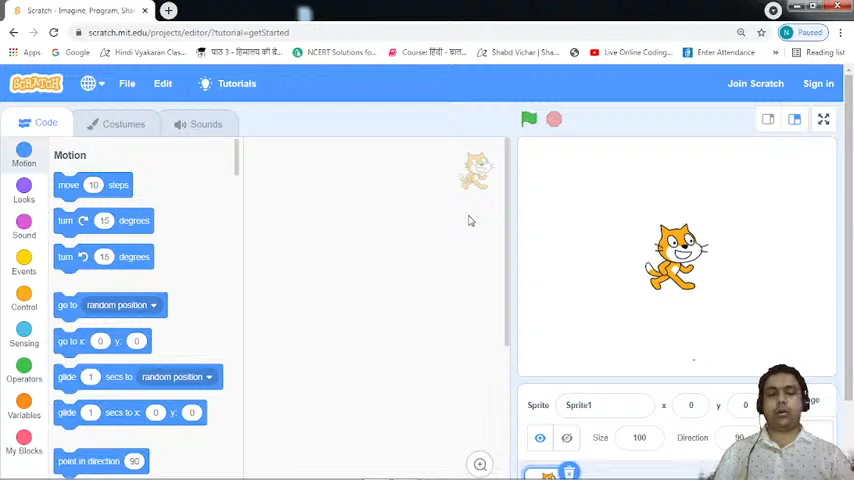 Scratch - Imagine, Program, Shar
scratch.mit.edu/projects/editor/?tutorial=getStarted
N Paused
Apps Google Hindi Vyakaran Cl... पाठ 3 - हिमालय की बे... NCERT Solutions fo... Course: हिंदी - बाल... Shabd Vichar | Sha... Live Online Coding... Enter Attendance » Reading list
SCRATCH File Edit Tutorials Join Scratch Sign in
Code Costumes Sounds
Motion
Looks
Sound
Events
Control
Sensing
Operators
Variables
My Blocks
Motion
move 10 steps
turn 15 degrees
turn 15 degrees
go to random position
go to x: 0 y: 0
glide 1 secs to random position
glide 1 secs to x: 0 y: 0
point in direction 90
Sprite Sprite1 x 0 y 0
Size 100 Direction 90